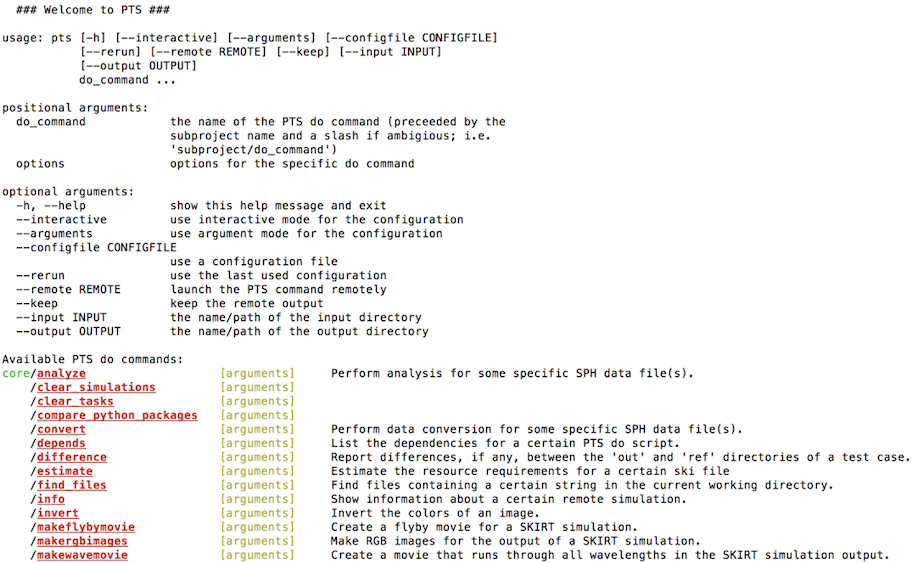 ### Welcome to PTS ###
usage: pts [-h] [--interactive] [--arguments] [--configfile CONFIGFILE]
[--rerun] [--remote REMOTE] [--keep] [--input INPUT]
[--output OUTPUT]
do_command ...
positional arguments:
do_command the name of the PTS do command (preceeded by the
subproject name and a slash if ambigious; i.e.
'subproject/do_command')
options options for the specific do command
optional arguments:
-h, --help show this help message and exit
--interactive use interactive mode for the configuration
--arguments use argument mode for the configuration
--configfile CONFIGFILE
use a configuration file
--rerun use the last used configuration
--remote REMOTE launch the PTS command remotely
--keep keep the remote output
--input INPUT the name/path of the input directory
--output OUTPUT the name/path of the output directory
Available PTS do commands:
core/analyze [arguments] Perform analysis for some specific SPH data file(s).
/clear_simulations [arguments]
/clear_tasks [arguments]
/compare_python_packages [arguments]
/convert [arguments] Perform data conversion for some specific SPH data file(s).
/depends [arguments] List the dependencies for a certain PTS do script.
/difference [arguments] Report differences, if any, between the 'out' and 'ref' directories of a test case.
/estimate [arguments] Estimate the resource requirements for a certain ski file
/find_files [arguments] Find files containing a certain string in the current working directory.
/info [arguments] Show information about a certain remote simulation.
/invert [arguments] Invert the colors of an image.
/makeflybymovie [arguments] Create a flyby movie for a SKIRT simulation.
/makergbimages [arguments] Make RGB images for the output of a SKIRT simulation.
/makewavemovie [arguments] Create a movie that runs through all wavelengths in the SKIRT simulation output.